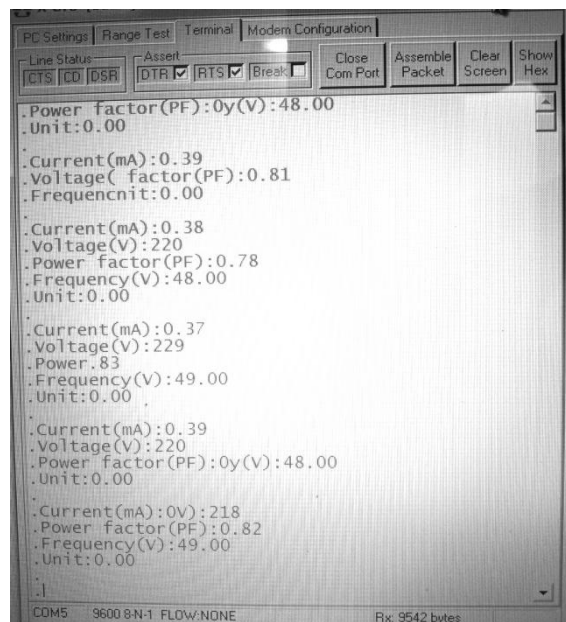 PC Settings Range Test Terminal Modem Configuration
Line Status Assert
CTS CD DSR DTR RTS Break
Close Com Port
Assemble Packet
Clear Screen
Show Hex
.Power factor(PF):0y(V):48.00
.Unit:0.00
.
.Current(mA):0.39
.Voltage( factor(PF):0.81
.Frequencnit:0.00
.
.Current(mA):0.38
.Voltage(V):220
.Power factor(PF):0.78
.Frequency(V):48.00
.Unit:0.00
.
.Current(mA):0.37
.Voltage(V):229
.Power.83
.Frequency(V):49.00
.Unit:0.00
.
.Current(mA):0.39
.Voltage(V):220
.Power factor(PF):0y(V):48.00
.Unit:0.00
.
.Current(mA):0V):218
.Power factor(PF):0.82
.Frequency(V):49.00
.Unit:0.00
.
.
COM5 9600 8-N-1 FLOW:NONE Rx: 9542 bytes